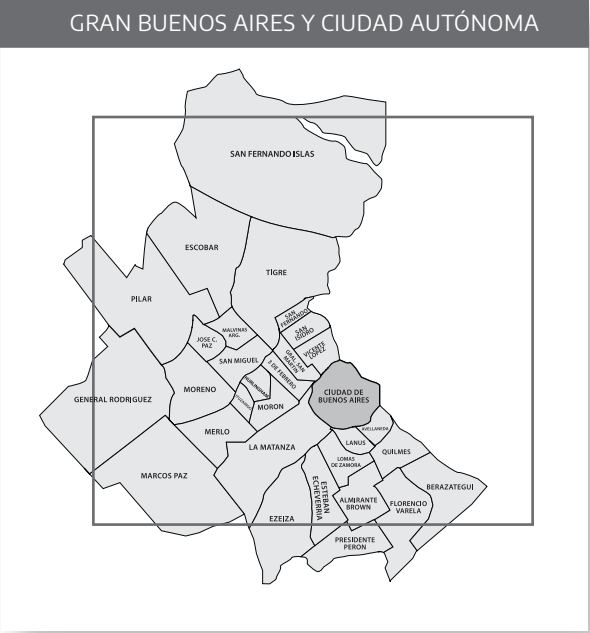 GRAN BUENOS AIRES Y CIUDAD AUTÓNOMA
SAN FERNANDO ISLAS
ESCOBAR
TIGRE
PILAR
SAN
FERNANDO
SAN
ISIDRO
VICENTE
LÓPEZ
MALVINAS
ARG.
JOSE C.
PAZ
SAN MIGUEL
GRAL. SAN
MARTIN
3 DE FEBRERO
HURLINGHAM
ITUZAINGO
MORON
MORENO
GENERAL RODRIGUEZ
CIUDAD DE
BUENOS AIRES
MERLO
LA MATANZA
AVELLANEDA
LANUS
QUILMES
LOMAS
DE ZAMORA
MARCOS PAZ
ESTEBAN
ECHEVERRIA
BERAZATEGUI
ALMIRANTE
BROWN
FLORENCIO
VARELA
EZEIZA
PRESIDENTE
PERON